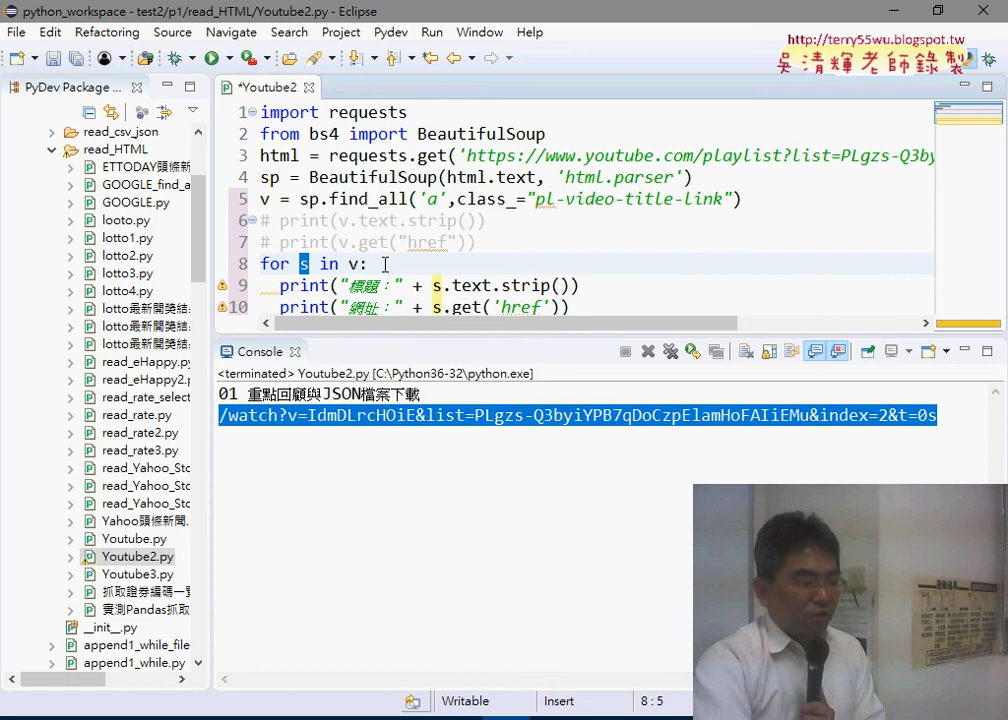 python_workspace - test2/p1/read_HTML/Youtube2.py - Eclipse
File Edit Refactoring Source Navigate Search Project Pydev Run Window Help
http://terry55wu.blogspot.tw
吳清輝老師錄製
PyDev Package ...
*Youtube2
read_csv_json
read_HTML
ETTODAY頭條新
GOOGLE_find_a
GOOGLE.py
looto.py
lotto1.py
lotto2.py
lotto3.py
lotto4.py
lotto最新開獎結
lotto最新開獎結
lotto最新開獎結
read_eHappy.py
read_eHappy2.p
read_rate_select
read_rate.py
read_rate2.py
read_rate3.py
read_Yahoo_Sto
read_Yahoo_Sto
read_Yahoo_Sto
Yahoo頭條新聞.
Youtube.py
Youtube2.py
Youtube3.py
抓取證券編碼一覽
實測Pandas抓取
__init__.py
append1_while_file
append1_while.py
1 import requests
2 from bs4 import BeautifulSoup
3 html = requests.get('https://www.youtube.com/playlist?list=PLgzs-Q3by
4 sp = BeautifulSoup(html.text, 'html.parser')
5 v = sp.find_all('a',class_="pl-video-title-link")
6 # print(v.text.strip())
7 # print(v.get("href"))
8 for s in v:
9 print("標題：" + s.text.strip())
10 print("網址：" + s.get('href'))
Console
<terminated> Youtube2.py [C:\Python36-32\python.exe]
01 重點回顧與JSON檔案下載
/watch?v=IdmDLrcHOiE&list=PLgzs-Q3byiYPB7qDoCzpElamHoFAIiEMu&index=2&t=0s
Writable Insert 8 : 5